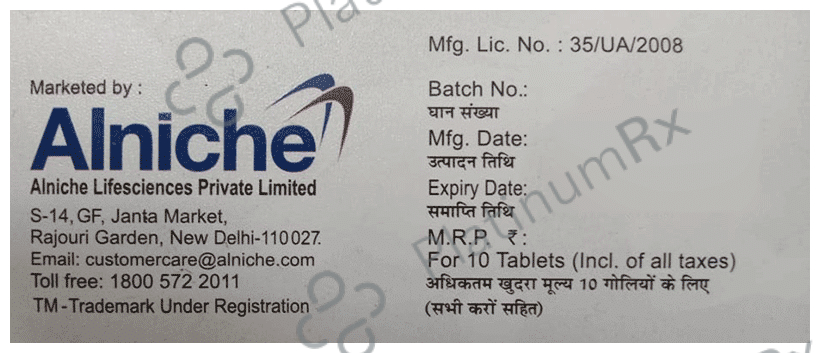 Marketed by :
Alniche
Alniche Lifesciences Private Limited
S-14, GF, Janta Market,
Rajouri Garden, New Delhi-110027.
Email: customercare@alniche.com
Toll free: 1800 572 2011
TM -Trademark Under Registration
Mfg. Lic. No. : 35/UA/2008
Batch No.:
घान संख्या
Mfg. Date:
उत्पादन तिथि
Expiry Date:
समाप्ति तिथि
M.R.P ₹ :
For 10 Tablets (Incl. of all taxes)
अधिकतम खुदरा मूल्य 10 गोलियों के लिए
(सभी करों सहित)
PlatinumRx